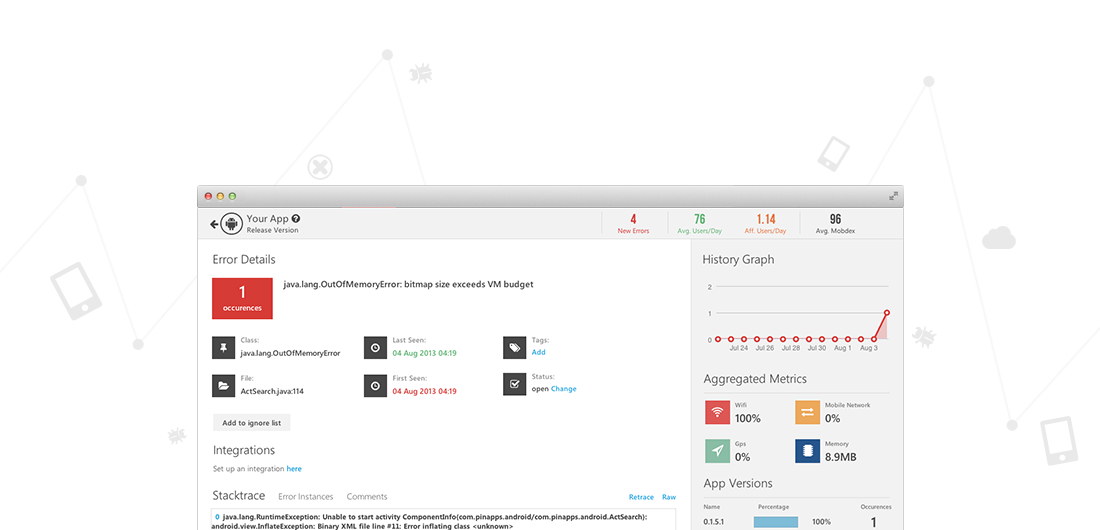 Your App
Release Version
4
New Errors
76
Avg. Users/Day
1.14
Aff. Users/Day
96
Avg. Mobdex
Error Details
1
occurences
java.lang.OutOfMemoryError: bitmap size exceeds VM budget
Class:
java.lang.OutOfMemoryError
Last Seen:
04 Aug 2013 04:19
Tags:
Add
File:
ActSearch.java:114
First Seen:
04 Aug 2013 04:19
Status:
open Change
Add to ignore list
Integrations
Set up an integration here
Stacktrace Error Instances Comments Retrace Raw
0 java.lang.RuntimeException: Unable to start activity ComponentInfo(com.pinapps.android/com.pinapps.android.ActSearch):
android.view.InflateException: Binary XML file line #11: Error inflating class <unknown>
History Graph
2
1
0
Jul 24 Jul 26 Jul 28 Jul 30 Aug 1 Aug 3
Aggregated Metrics
Wifi
100%
Mobile Network
0%
Gps
0%
Memory
8.9MB
App Versions
Name Percentage Occurences
0.1.5.1 100% 1